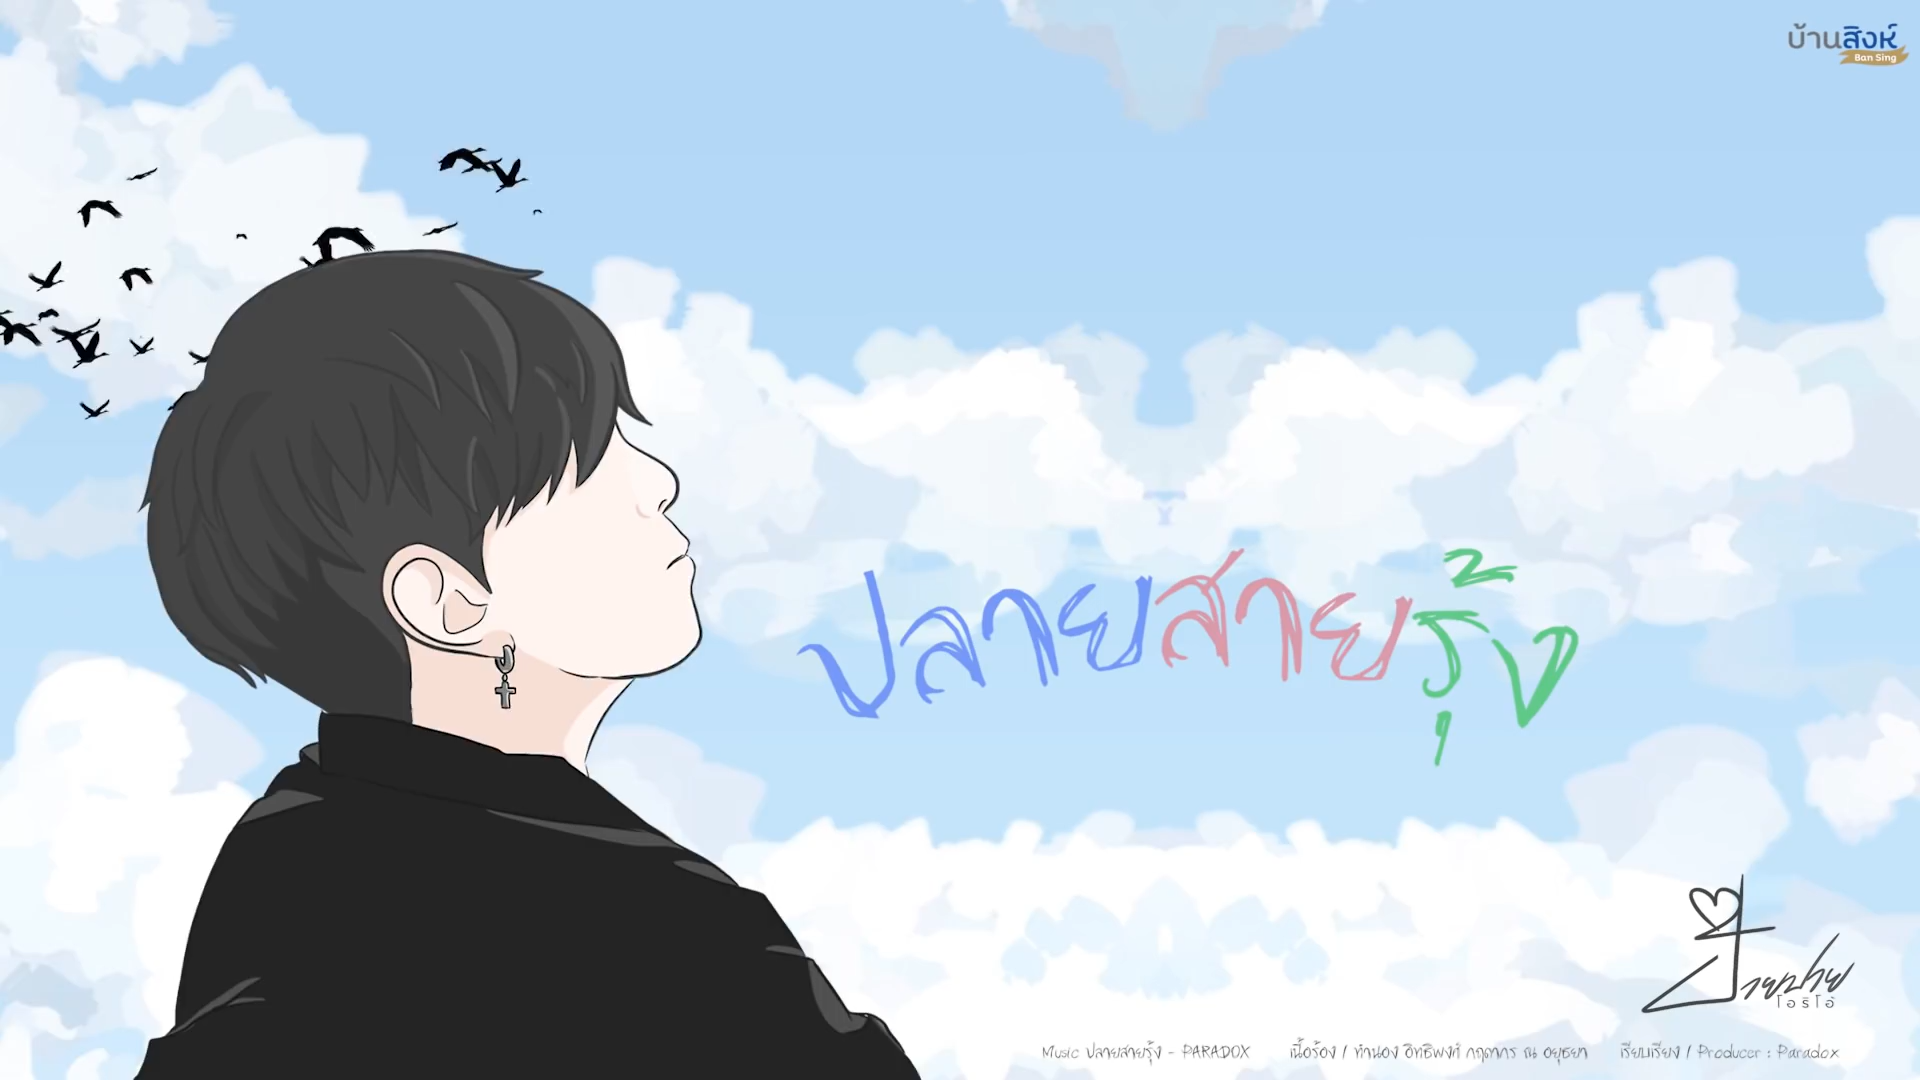 บ้านสิงห์
Ban Sing
ปลายสายรุ้ง
สายนาย
โอริโอ้
Music ปลายสายรุ้ง - PARADOX เนื้อร้อง / ทำนอง อิทธิพงศ์ กฤดากร ณ อยุธยา เรียบเรียง / Producer : Paradox